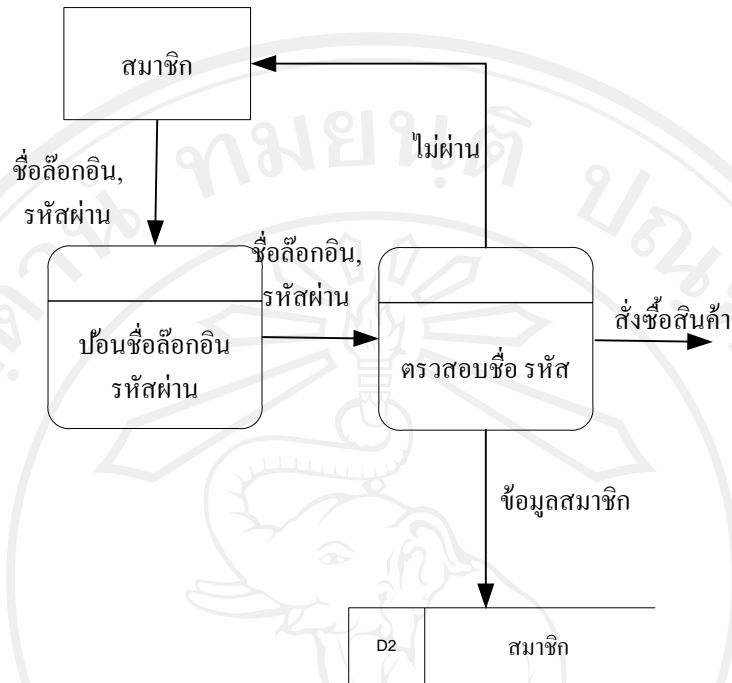 สมาชิก
ไม่ผ่าน
ชื่อล๊อกอิน,
รหัสผ่าน
ชื่อล๊อกอิน,
รหัสผ่าน
ป้อนชื่อล๊อกอิน
รหัสผ่าน
ตรวสอบชื่อ รหัส
สั่งซื้อสินค้า
ข้อมูลสมาชิก
D2
สมาชิก